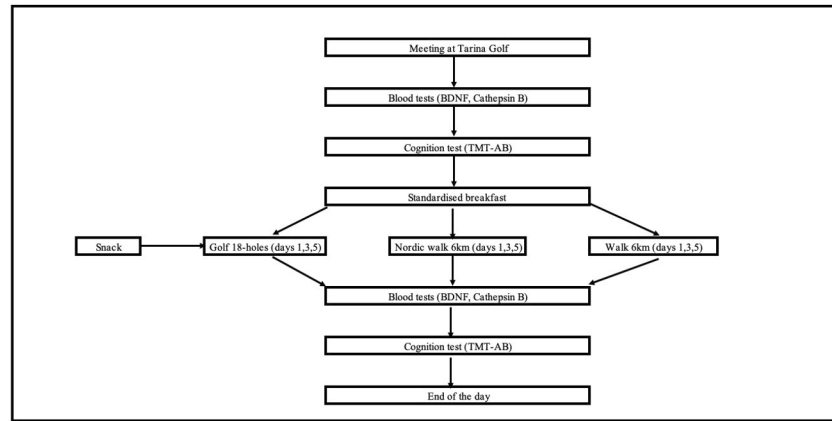 Meeting at Tarina Golf
Blood tests (BDNF, Cathepsin B)
Cognition test (TMT-AB)
Standardised breakfast
Snack
Golf 18-holes (days 1,3,5)
Nordic walk 6km (days 1,3,5)
Walk 6km (days 1,3,5)
Blood tests (BDNF, Cathepsin B)
Cognition test (TMT-AB)
End of the day